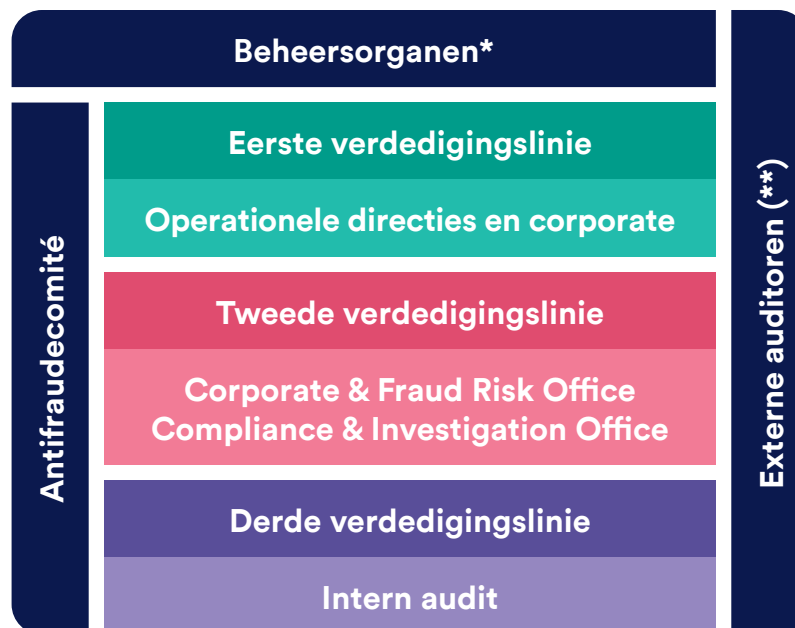 Beheersorganen*
Antifraudecomité
Eerste verdedigingslinie
Operationele directies en corporate
Tweede verdedigingslinie
Corporate & Fraud Risk Office
Compliance & Investigation Office
Derde verdedigingslinie
Intern audit
Externe auditoren (**)